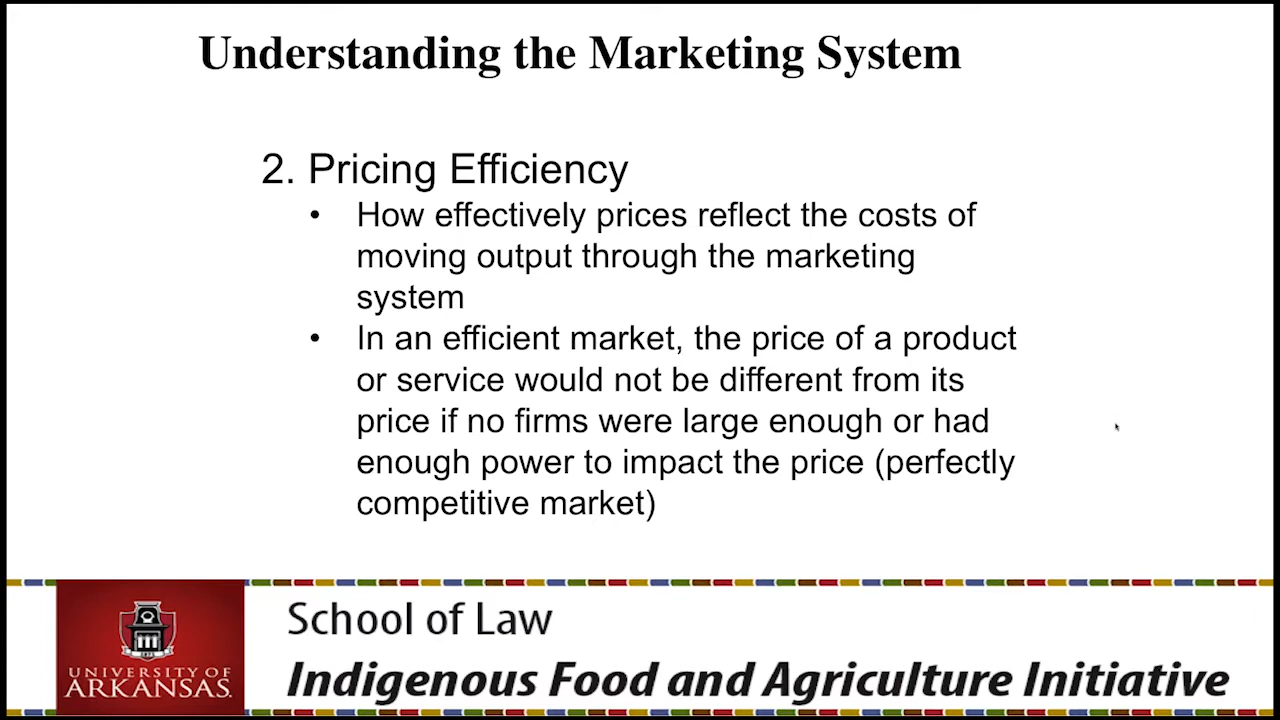 Understanding the Marketing System
2. Pricing Efficiency
• How effectively prices reflect the costs of
moving output through the marketing
system
• In an efficient market, the price of a product
or service would not be different from its
price if no firms were large enough or had
enough power to impact the price (perfectly
competitive market)
UNIVERSITY OF
ARKANSAS.
School of Law
Indigenous Food and Agriculture Initiative